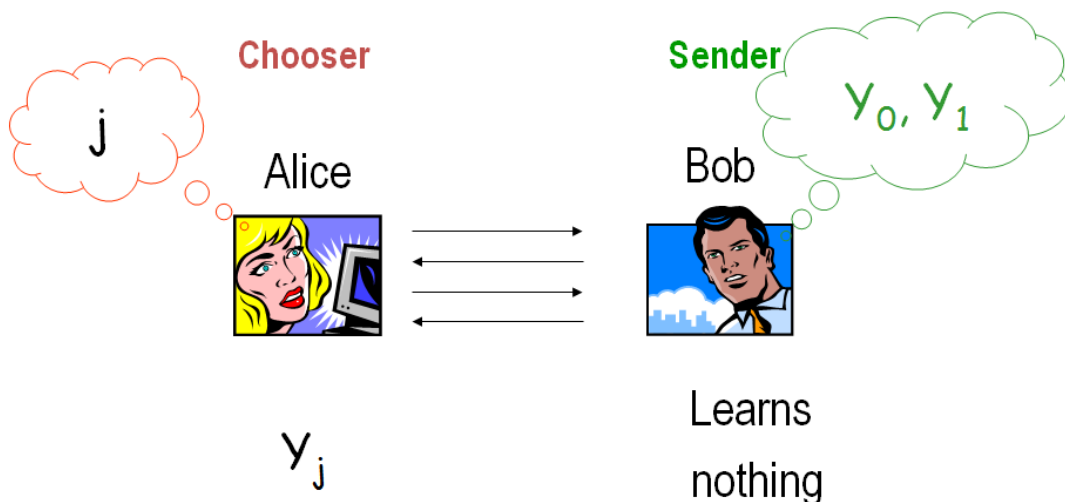 Chooser
Sender
j
Y₀, Y₁
Alice
Bob
Yⱼ
Learns
nothing